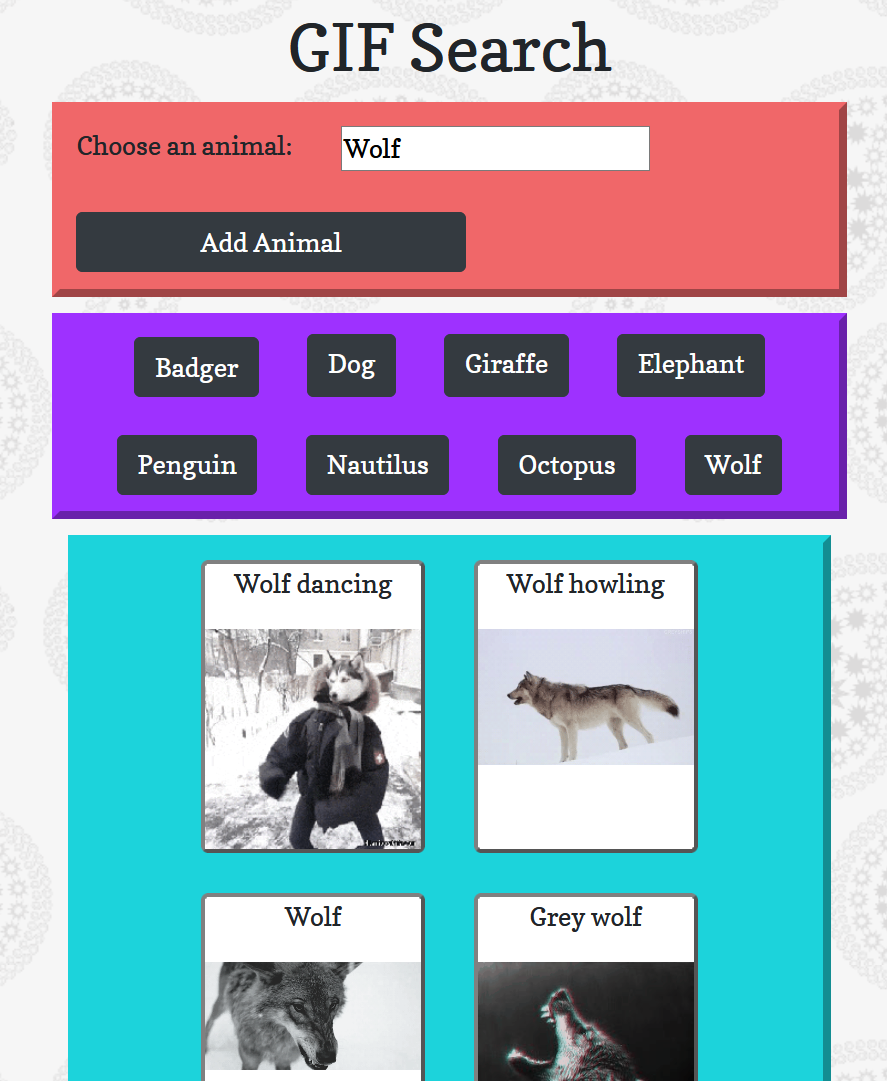 GIF Search
Choose an animal: Wolf
Add Animal
Badger Dog Giraffe Elephant
Penguin Nautilus Octopus Wolf
Wolf dancing Wolf howling
Wolf Grey wolf